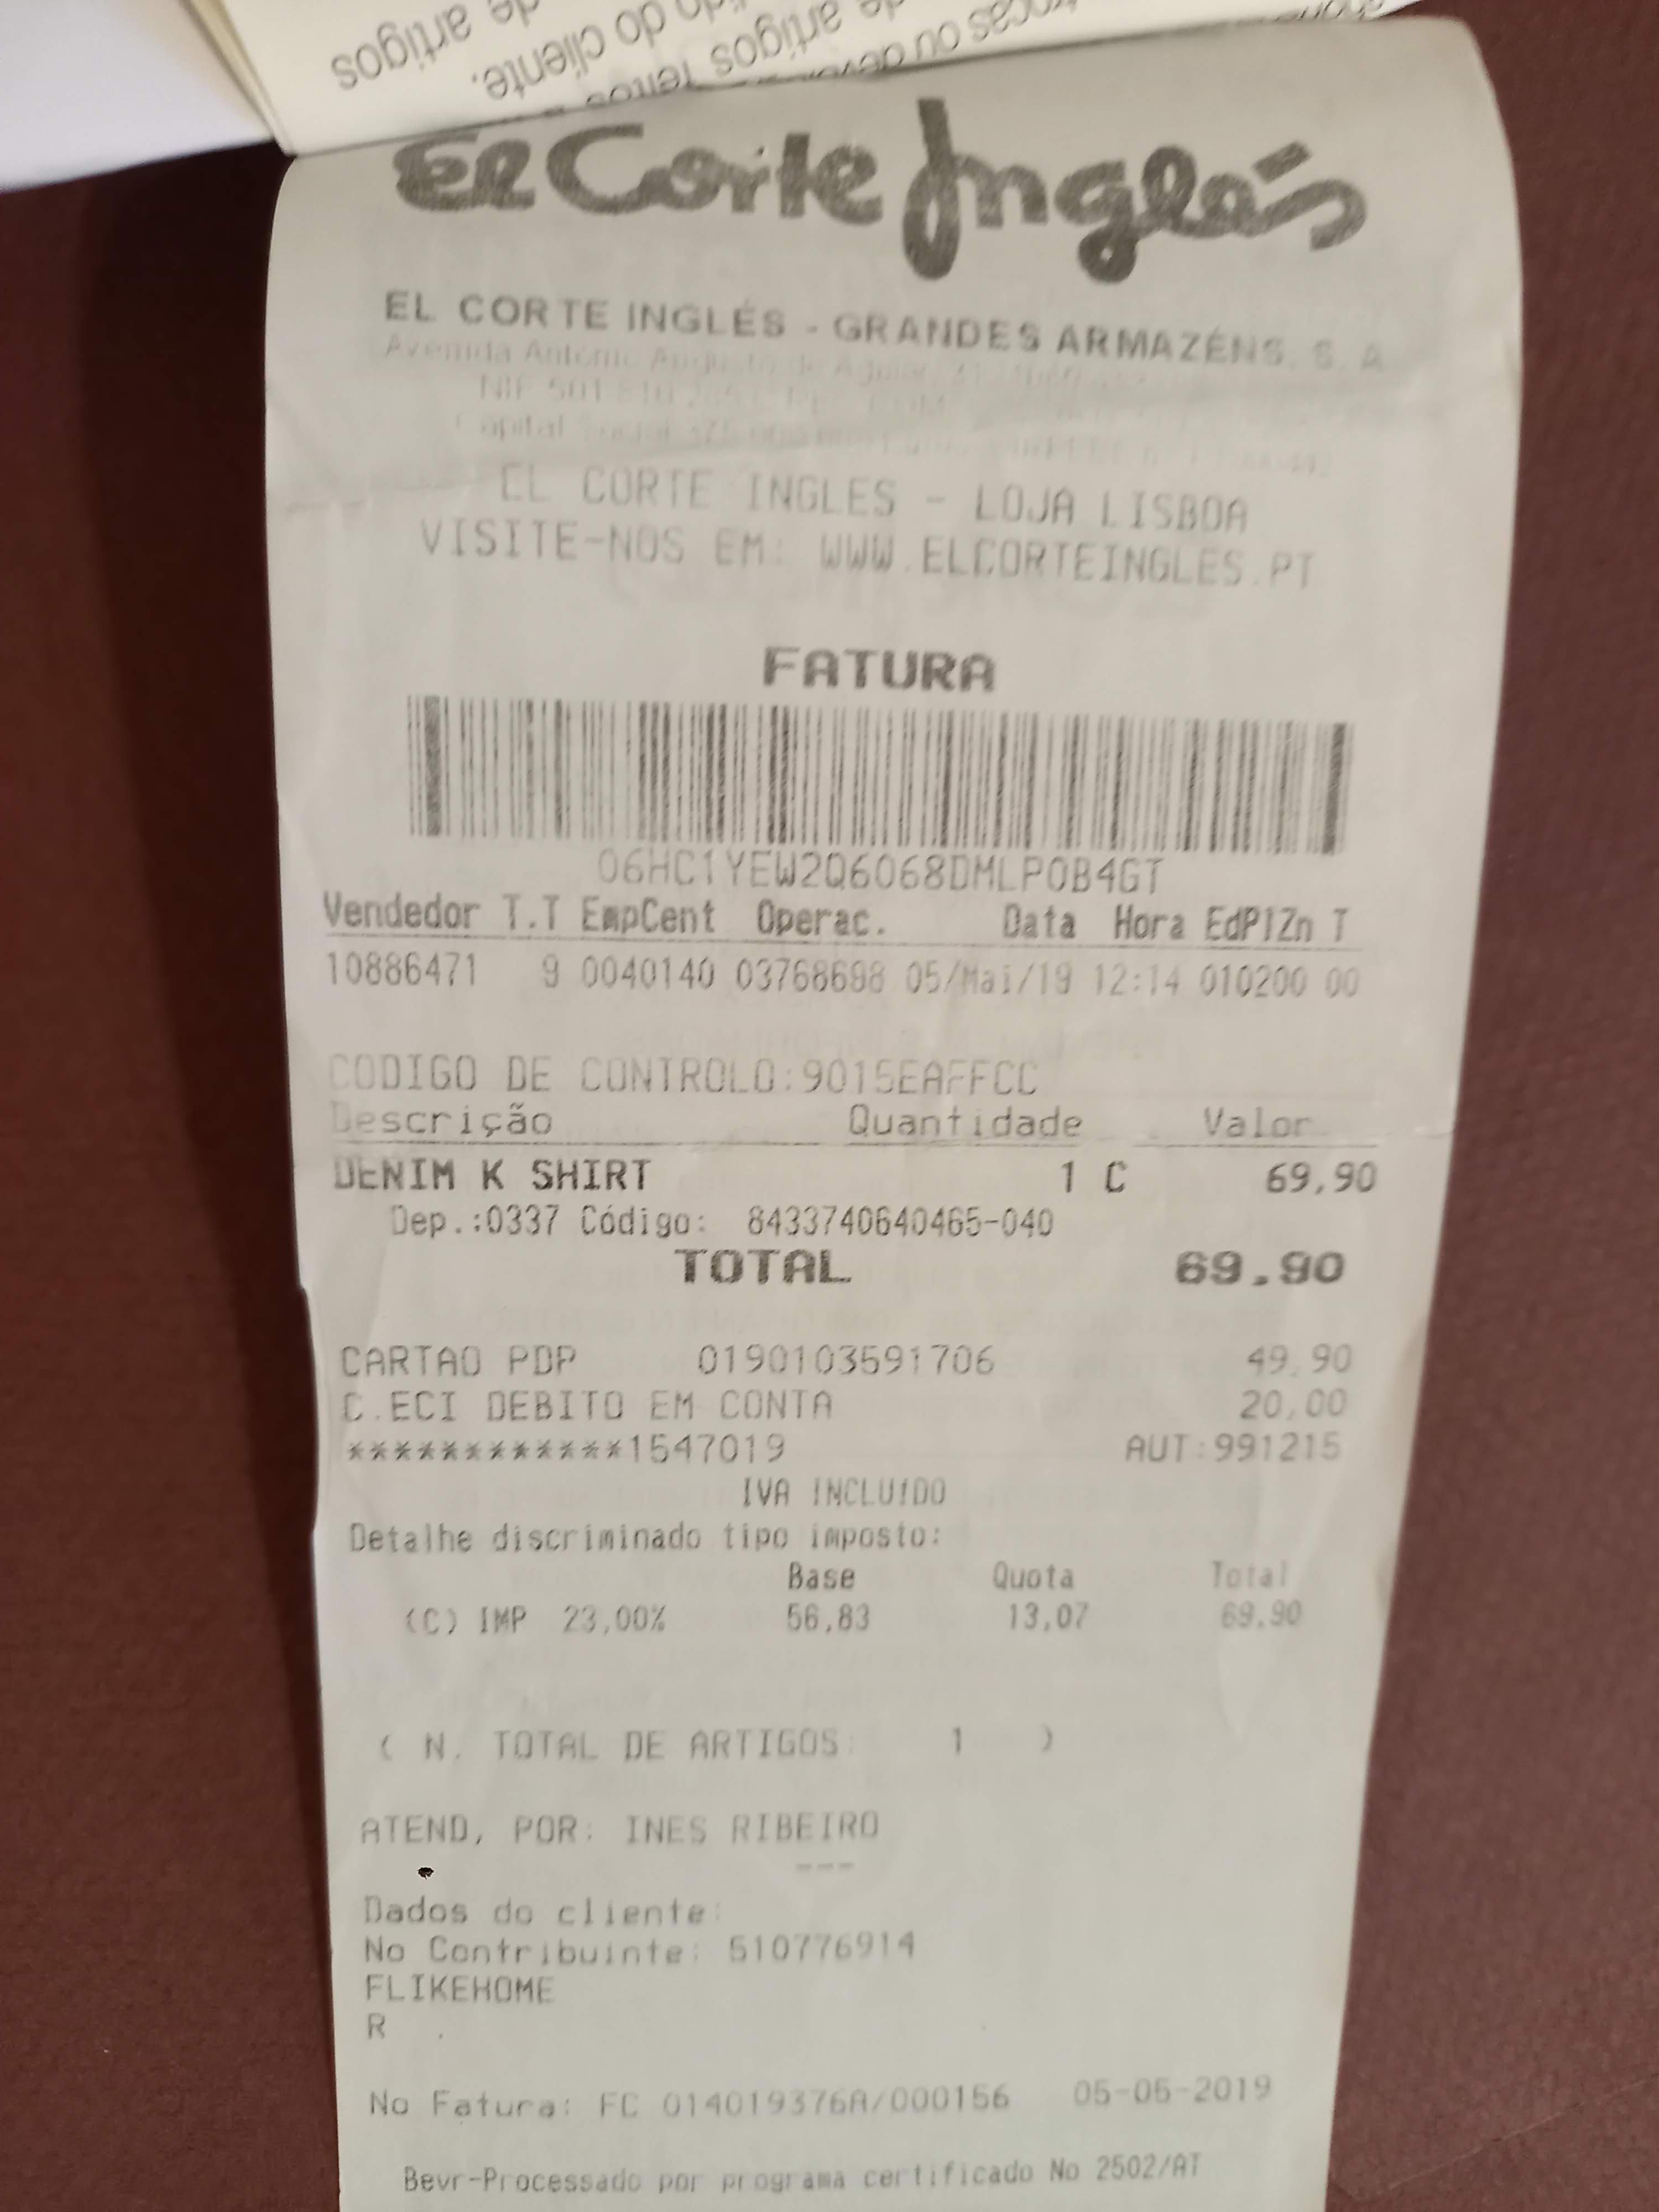 de artigos
do cliente.
de artigos feitos
trocas ou
El Corte Inglés
EL CORTE INGLÉS - GRANDES ARMAZÉNS, S. A.
Avenida António Augusto de Aguiar, 31
NIF 501
Capital Social
EL CORTE INGLES - LOJA LISBOA
VISITE-NOS EM: WWW.ELCORTEINGLES.PT
FATURA
06HC1YEW2Q6068DMLPOB4GT
Vendedor T.T EmpCent Operac. Data Hora EdPlZn T
10886471 9 0040140 03768698 05/Mai/19 12:14 010200 00
CODIGO DE CONTROLO:9015EAFFCC
Descrição Quantidade Valor
DENIM K SHIRT 1 C 69,90
Dep.:0337 Código: 8433740640465-040
TOTAL 69.90
CARTAO PDP 0190103591706 49,90
C.ECI DEBITO EM CONTA 20,00
************1547019 AUT:991215
IVA INCLUIDO
Detalhe discriminado tipo imposto:
Base Quota Total
(C) IMP 23,00% 56,83 13,07 69,90
( N. TOTAL DE ARTIGOS: 1 )
ATEND, POR: INES RIBEIRO
---
Dados do cliente:
No Contribuinte: 510776914
FLIKEHOME
R .
No Fatura: FC 014019376A/000156 05-05-2019
Bevr-Processado por programa certificado No 2502/AT